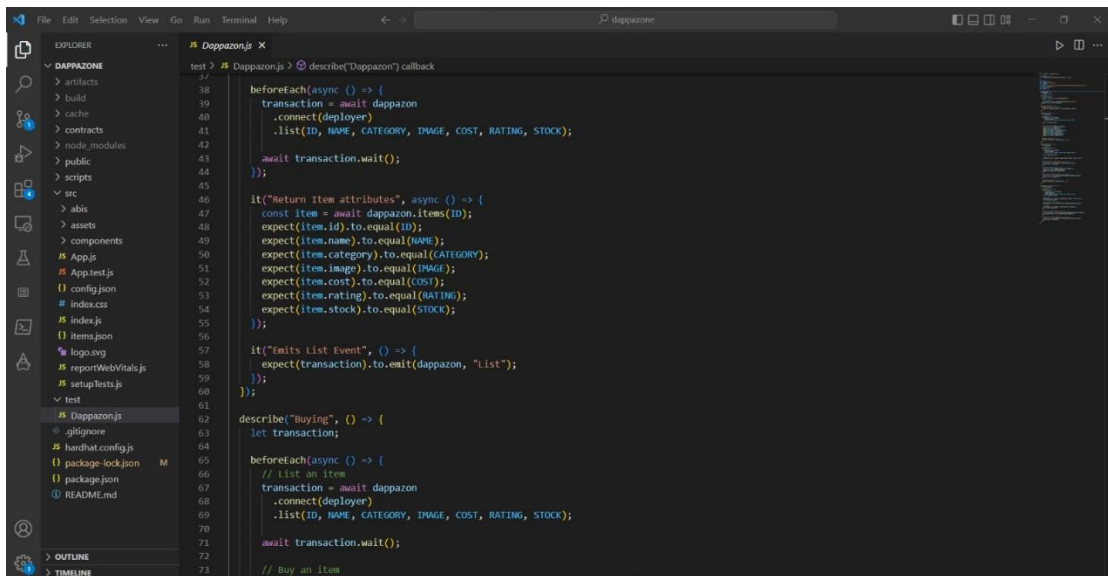 File Edit Selection View Go Run Terminal Help
dappazone
EXPLORER
DAPPAZONE
artifacts
build
cache
contracts
node_modules
public
scripts
src
abis
assets
components
JS App.js
JS App.test.js
{} config.json
# index.css
JS index.js
{} items.json
logo.svg
JS reportWebVitals.js
JS setupTests.js
test
JS Dappazon.js
.gitignore
JS hardhat.config.js
{} package-lock.json M
{} package.json
README.md
OUTLINE
TIMELINE
JS Dappazon.js
test > JS Dappazon.js > describe("Dappazon") callback
37
38 beforeEach(async () => {
39 transaction = await dappazon
40 .connect(deployer)
41 .list(ID, NAME, CATEGORY, IMAGE, COST, RATING, STOCK);
42
43 await transaction.wait();
44 });
45
46 it("Return Item attributes", async () => {
47 const item = await dappazon.items(ID);
48 expect(item.id).to.equal(ID);
49 expect(item.name).to.equal(NAME);
50 expect(item.category).to.equal(CATEGORY);
51 expect(item.image).to.equal(IMAGE);
52 expect(item.cost).to.equal(COST);
53 expect(item.rating).to.equal(RATING);
54 expect(item.stock).to.equal(STOCK);
55 });
56
57 it("Emits List Event", () => {
58 expect(transaction).to.emit(dappazon, "List");
59 });
60 });
61
62 describe("Buying", () => {
63 let transaction;
64
65 beforeEach(async () => {
66 // List an item
67 transaction = await dappazon
68 .connect(deployer)
69 .list(ID, NAME, CATEGORY, IMAGE, COST, RATING, STOCK);
70
71 await transaction.wait();
72
73 // Buy an item